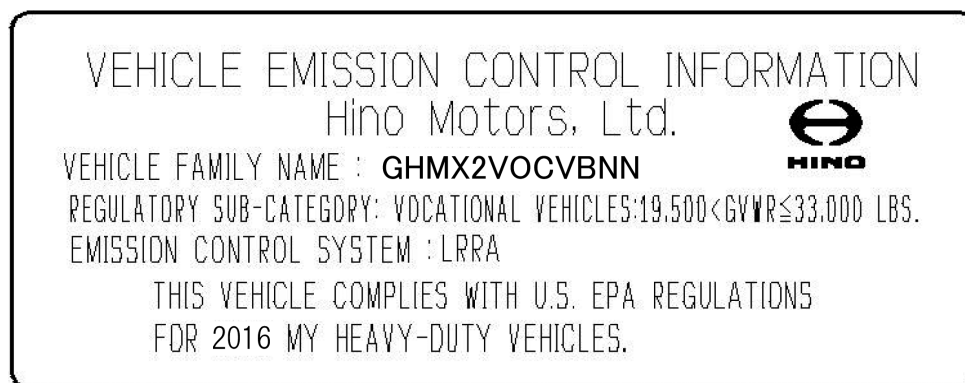 VEHICLE EMISSION CONTROL INFORMATION
Hino Motors, Ltd.
HINO
VEHICLE FAMILY NAME : GHMX2VOCVBNN
REGULATORY SUB-CATEGORY: VOCATIONAL VEHICLES:19,500<GVWR≦33,000 LBS.
EMISSION CONTROL SYSTEM : LRRA
THIS VEHICLE COMPLIES WITH U.S. EPA REGULATIONS
FOR 2016 MY HEAVY-DUTY VEHICLES.